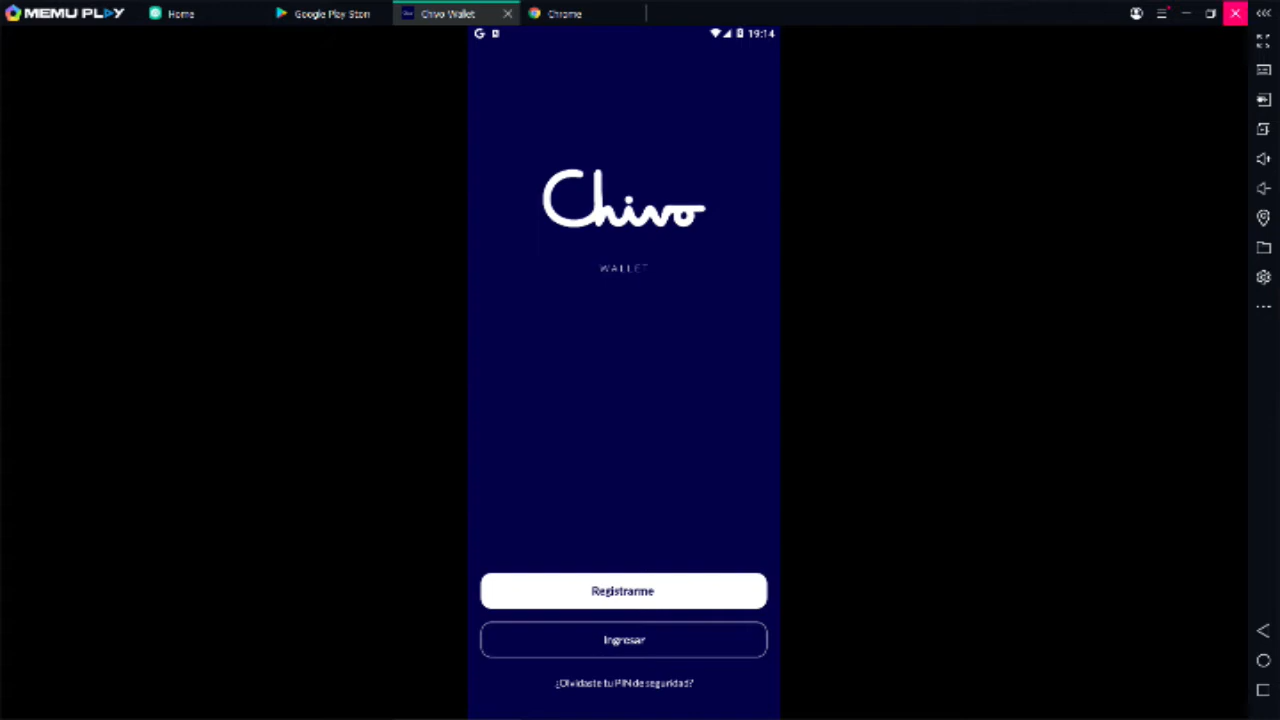 MEMU PLAY
Home
Google Play Store
Chivo Wallet
Chrome
19:14
Chivo
WALLET
Registrarme
Ingresar
¿Olvidaste tu PIN de seguridad?